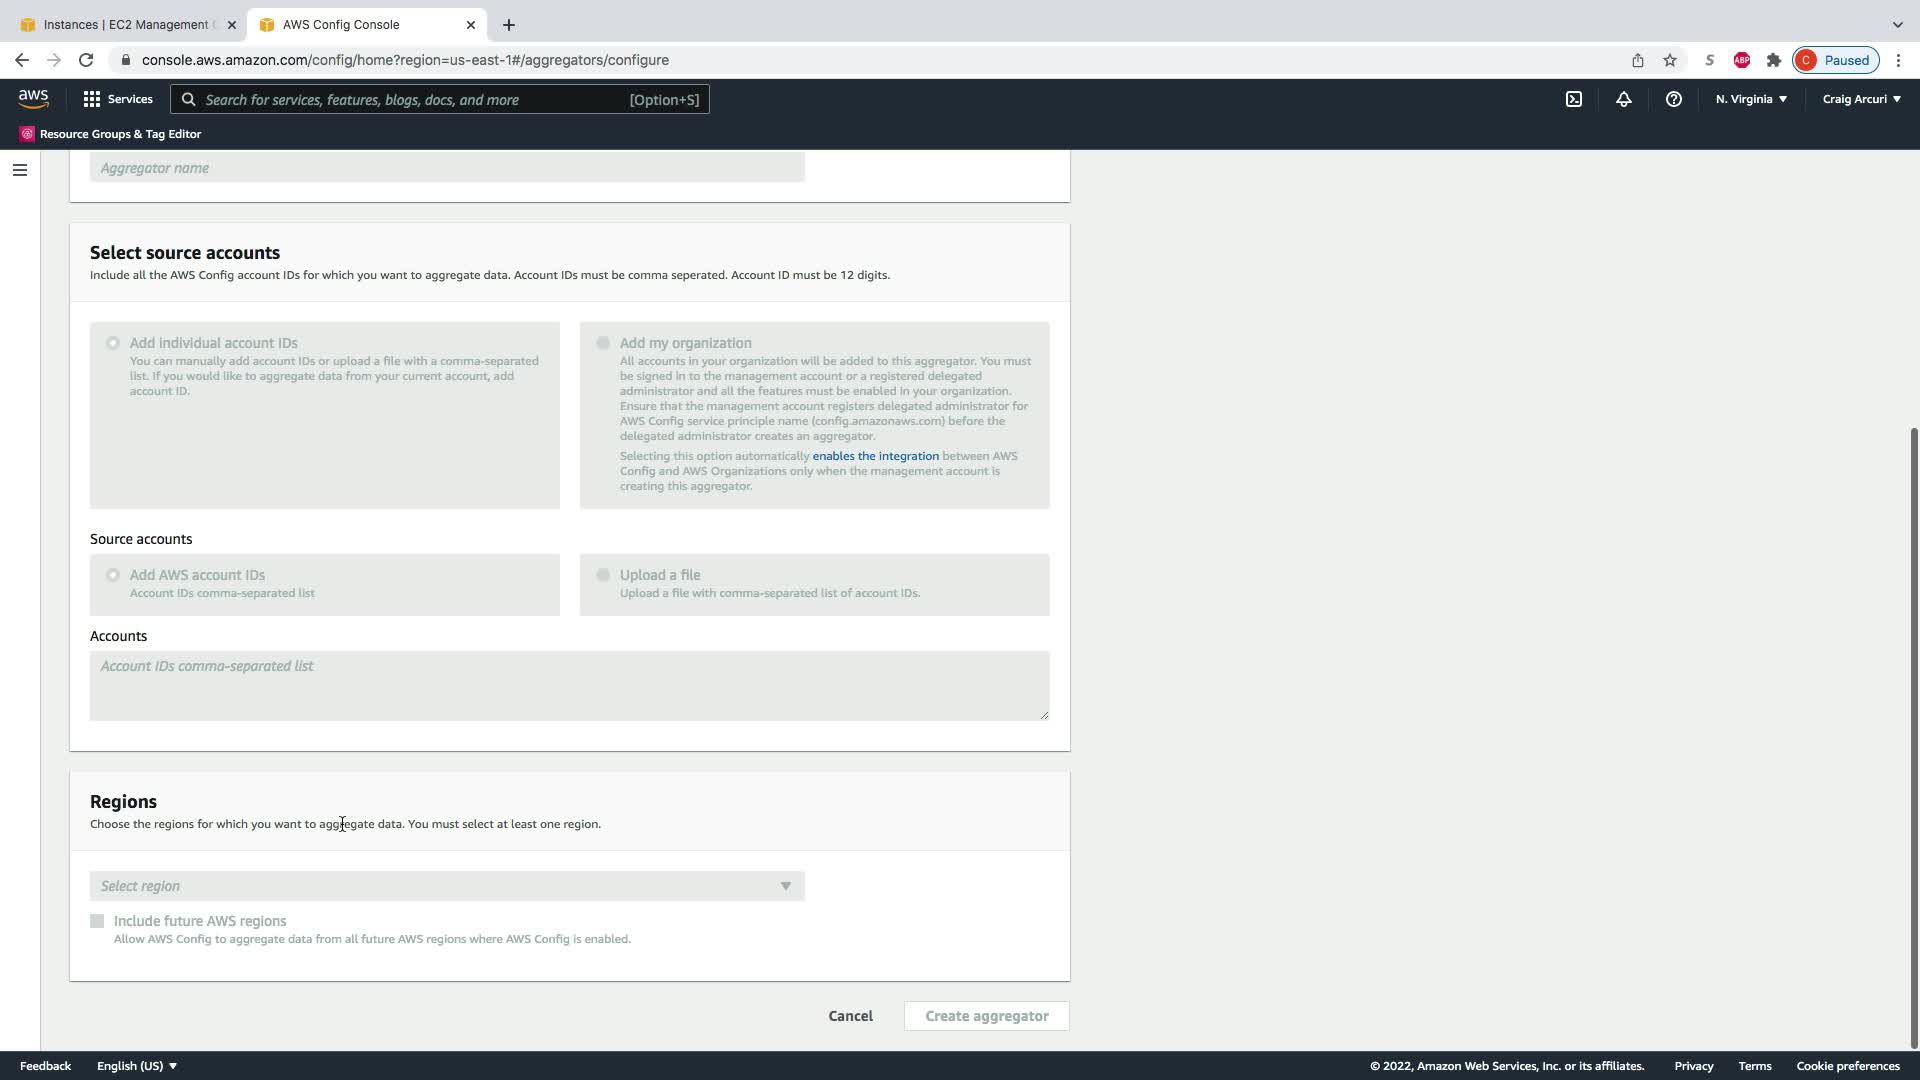 Instances | EC2 Management
AWS Config Console
console.aws.amazon.com/config/home?region=us-east-1#/aggregators/configure
S
ABP
C
Paused
aws
Services
Search for services, features, blogs, docs, and more
[Option+S]
N. Virginia
Craig Arcuri
Resource Groups & Tag Editor
Aggregator name
Select source accounts
Include all the AWS Config account IDs for which you want to aggregate data. Account IDs must be comma seperated. Account ID must be 12 digits.
Add individual account IDs
You can manually add account IDs or upload a file with a comma-separated
list. If you would like to aggregate data from your current account, add
account ID.
Add my organization
All accounts in your organization will be added to this aggregator. You must
be signed in to the management account or a registered delegated
administrator and all the features must be enabled in your organization.
Ensure that the management account registers delegated administrator for
AWS Config service principle name (config.amazonaws.com) before the
delegated administrator creates an aggregator.
Selecting this option automatically enables the integration between AWS
Config and AWS Organizations only when the management account is
creating this aggregator.
Source accounts
Add AWS account IDs
Account IDs comma-separated list
Upload a file
Upload a file with comma-separated list of account IDs.
Accounts
Account IDs comma-separated list
Regions
Choose the regions for which you want to aggregate data. You must select at least one region.
Select region
Include future AWS regions
Allow AWS Config to aggregate data from all future AWS regions where AWS Config is enabled.
Cancel
Create aggregator
Feedback
English (US)
© 2022, Amazon Web Services, Inc. or its affiliates.
Privacy
Terms
Cookie preferences